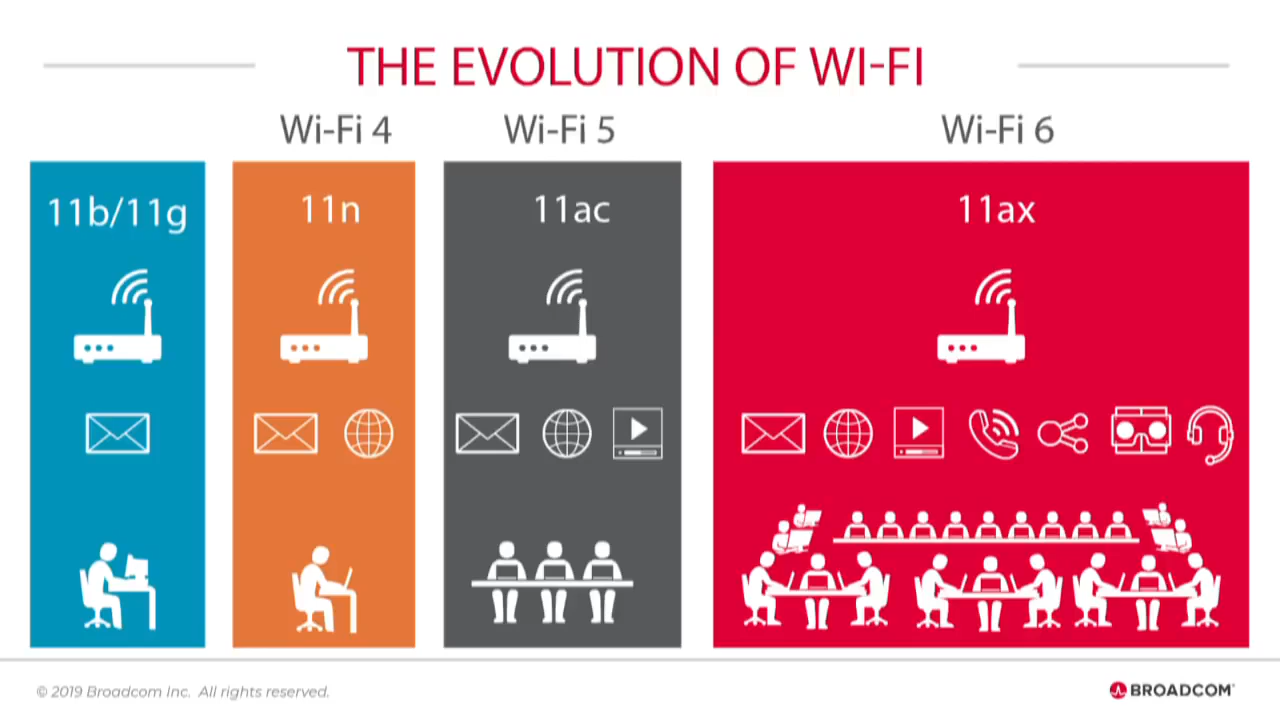 THE EVOLUTION OF WI-FI
Wi-Fi 4
Wi-Fi 5
Wi-Fi 6
11b/11g
11n
11ac
11ax
© 2019 Broadcom Inc. All rights reserved.
BROADCOM